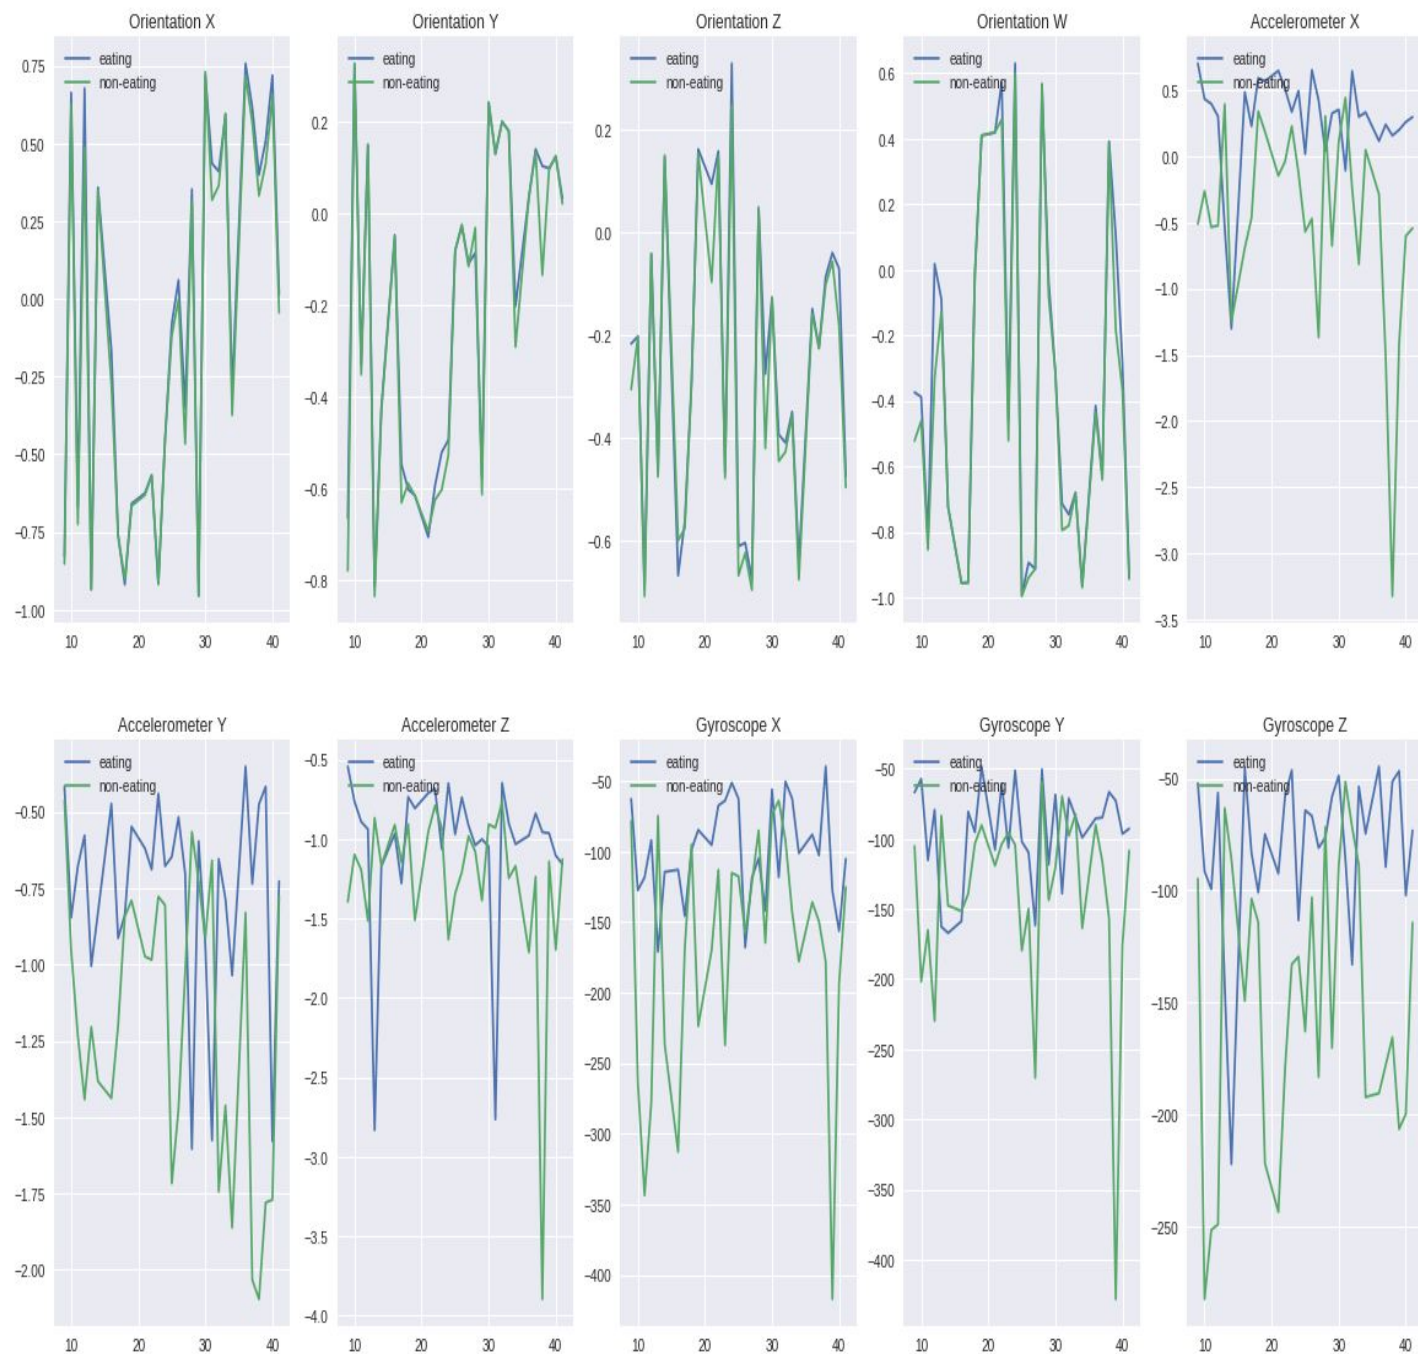 Orientation X
eating
non-eating
0.75
0.50
0.25
0.00
−0.25
−0.50
−0.75
−1.00
10 20 30 40
Orientation Y
eating
non-eating
0.2
0.0
−0.2
−0.4
−0.6
−0.8
10 20 30 40
Orientation Z
eating
non-eating
0.2
0.0
−0.2
−0.4
−0.6
10 20 30 40
Orientation W
eating
non-eating
0.6
0.4
0.2
0.0
−0.2
−0.4
−0.6
−0.8
−1.0
10 20 30 40
Accelerometer X
eating
non-eating
0.5
0.0
−0.5
−1.0
−1.5
−2.0
−2.5
−3.0
−3.5
10 20 30 40
Accelerometer Y
eating
non-eating
−0.50
−0.75
−1.00
−1.25
−1.50
−1.75
−2.00
10 20 30 40
Accelerometer Z
eating
non-eating
−0.5
−1.0
−1.5
−2.0
−2.5
−3.0
−3.5
−4.0
10 20 30 40
Gyroscope X
eating
non-eating
−50
−100
−150
−200
−250
−300
−350
−400
10 20 30 40
Gyroscope Y
eating
non-eating
−50
−100
−150
−200
−250
−300
−350
−400
10 20 30 40
Gyroscope Z
eating
non-eating
−50
−100
−150
−200
−250
10 20 30 40